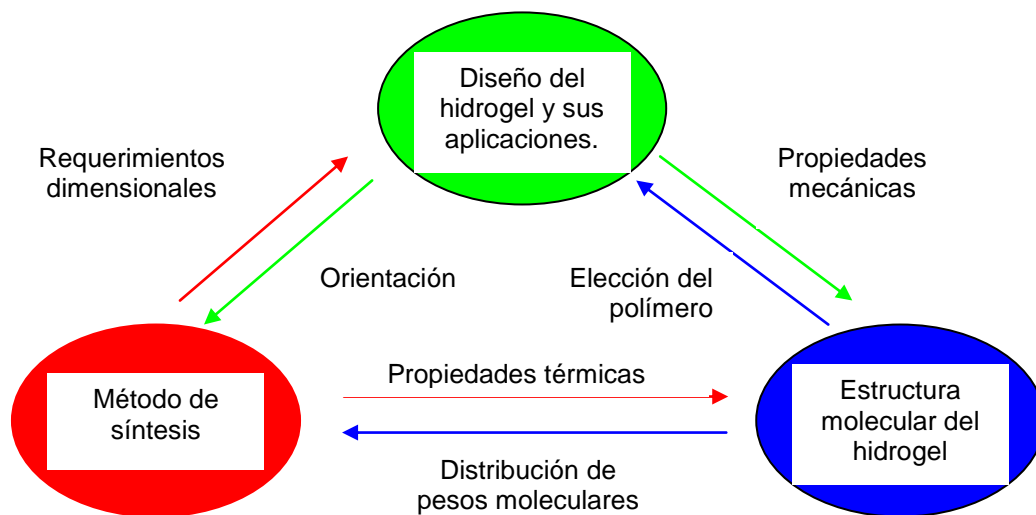 Diseño del
hidrogel y sus
aplicaciones.
Requerimientos
dimensionales
Propiedades
mecánicas
Orientación
Elección del
polímero
Método de
síntesis
Propiedades térmicas
Estructura
molecular del
hidrogel
Distribución de
pesos moleculares